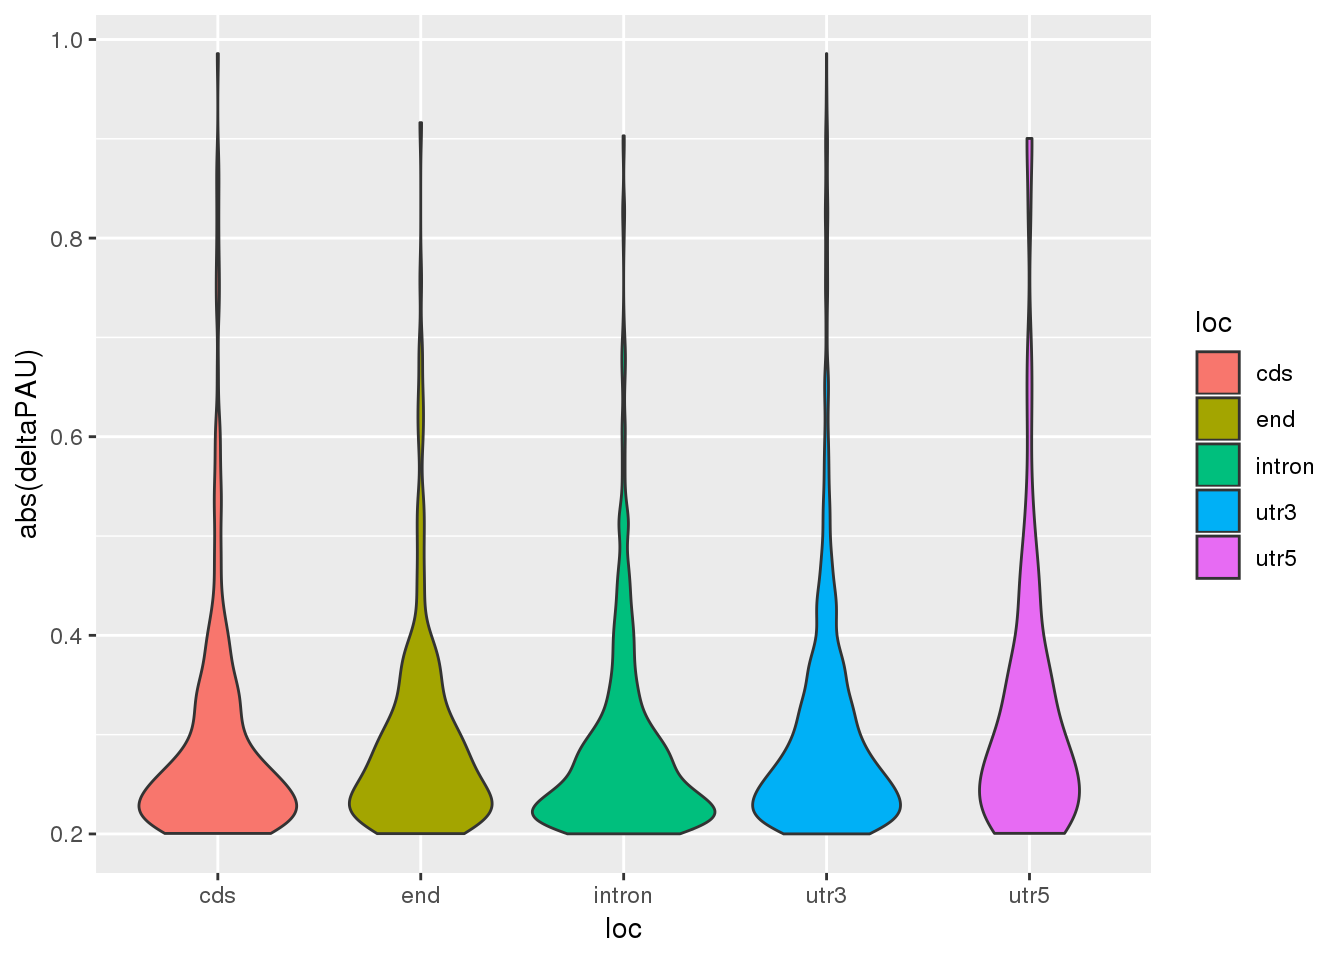 abs(deltaPAU)
1.0
0.8
0.6
0.4
0.2
cds
end
intron
utr3
utr5
loc
loc
cds
end
intron
utr3
utr5